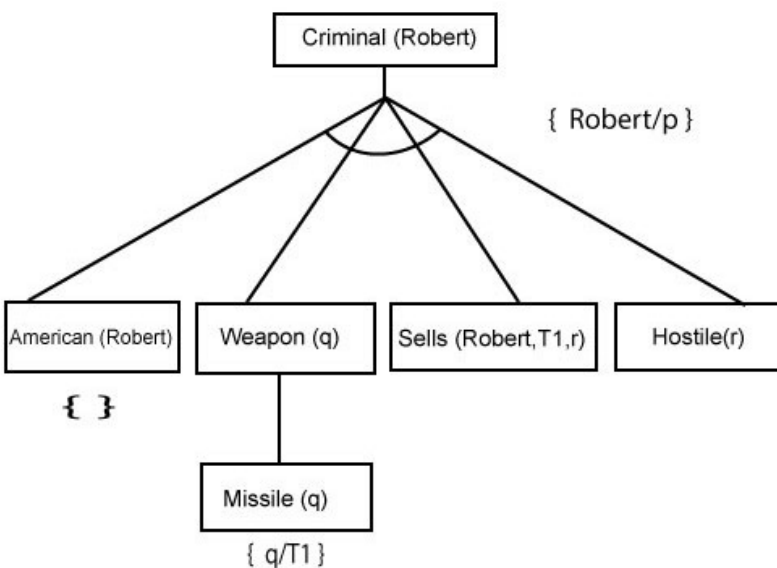 Criminal (Robert)
{ Robert/p }
American (Robert)
Weapon (q)
Sells (Robert,T1,r)
Hostile(r)
{ }
Missile (q)
{ q/T1 }